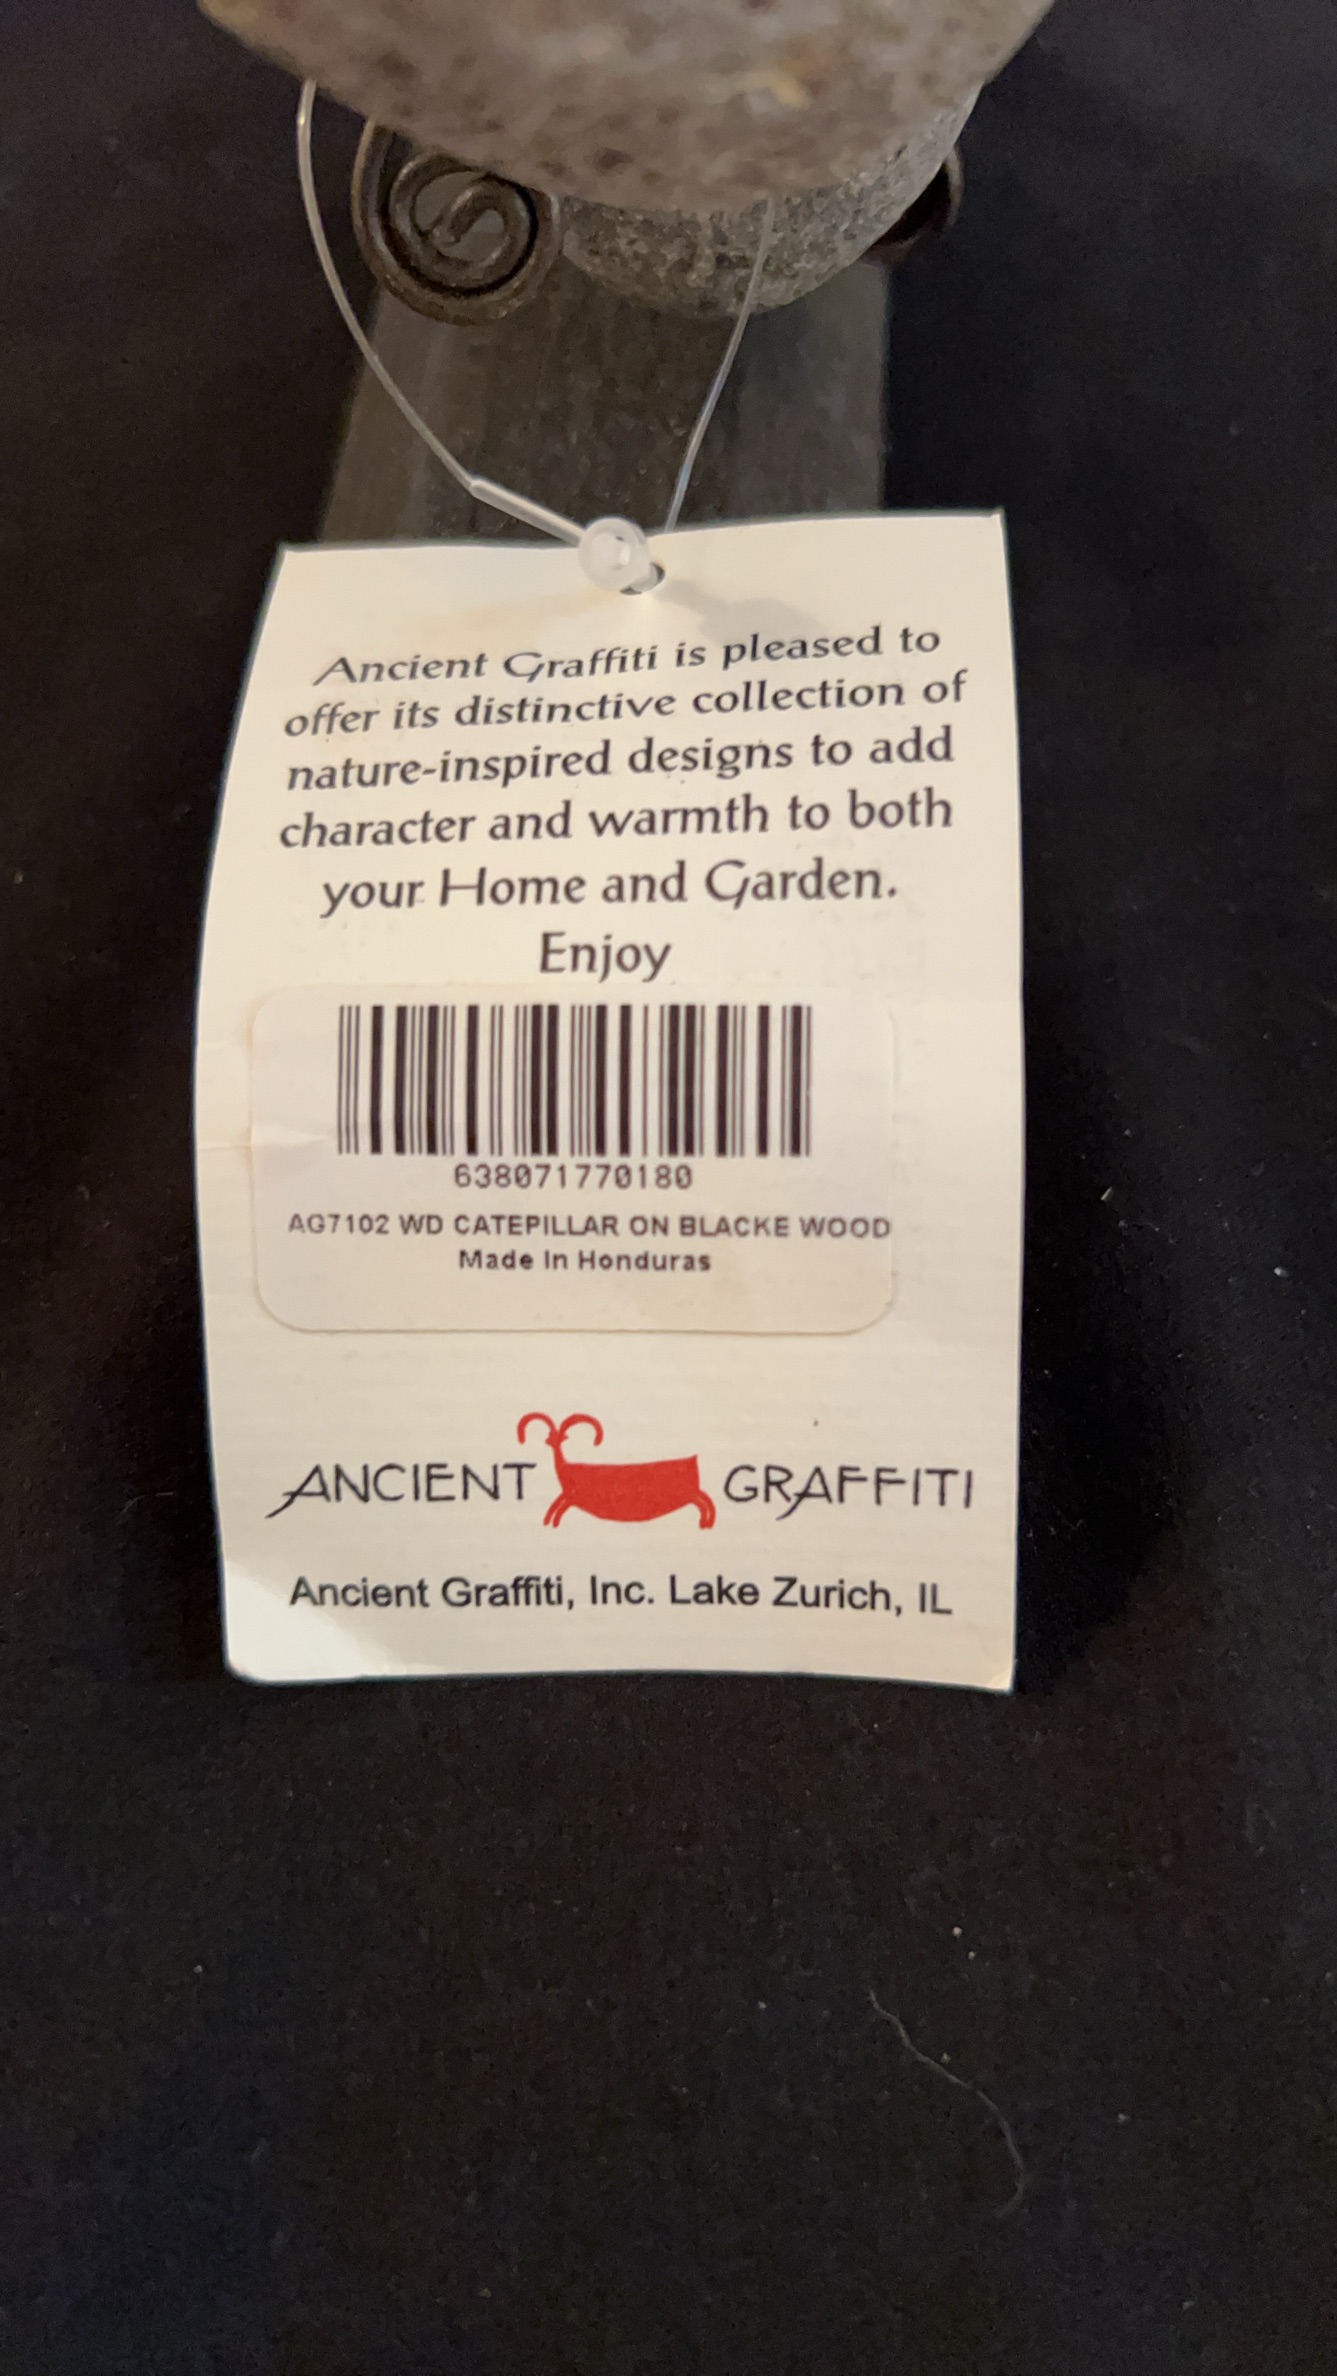 Ancient Graffiti is pleased to
offer its distinctive collection of
nature-inspired designs to add
character and warmth to both
your Home and Garden.
Enjoy
638071770180
AG7102 WD CATEPILLAR ON BLACKE WOOD
Made In Honduras
ANCIENT GRAFFITI
Ancient Graffiti, Inc. Lake Zurich, IL